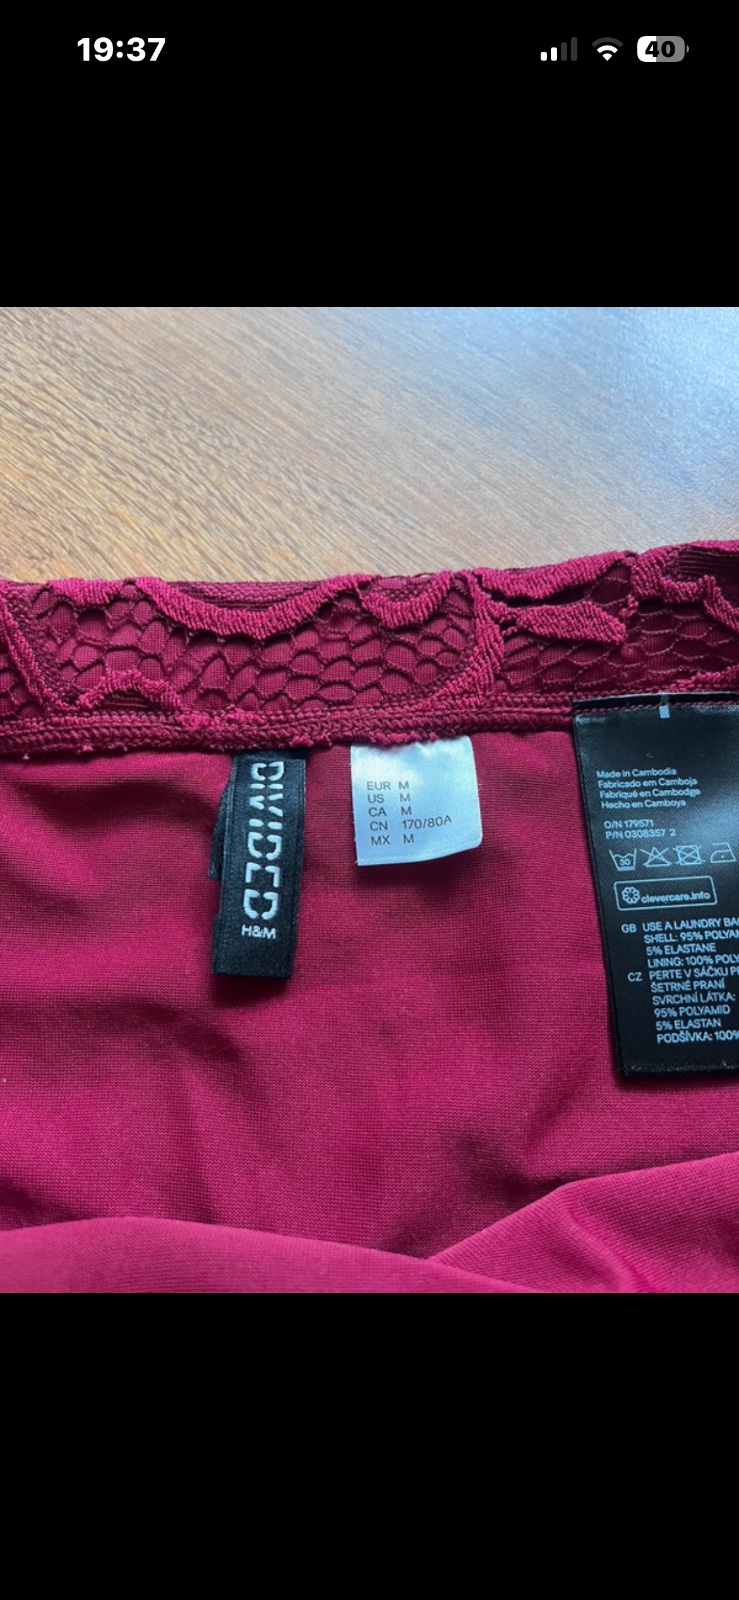 19:37
40
DIVIDED
H&M
EUR M
US M
CA M
CN 170/80A
MX M
Made in Cambodia
Fabricado em Camboja
Fabriqué en Cambodge
Hecho en Camboya
O/N 179571
P/N 0308357 2
30
clevercare.info
GB USE A LAUNDRY BA
SHELL: 95% POLYAM
5% ELASTANE
LINING: 100% POLY
CZ PERTE V SÁČKU P
ŠETRNÉ PRANÍ
SVRCHNÍ LÁTKA:
95% POLYAMID
5% ELASTAN
PODŠÍVKA: 100%